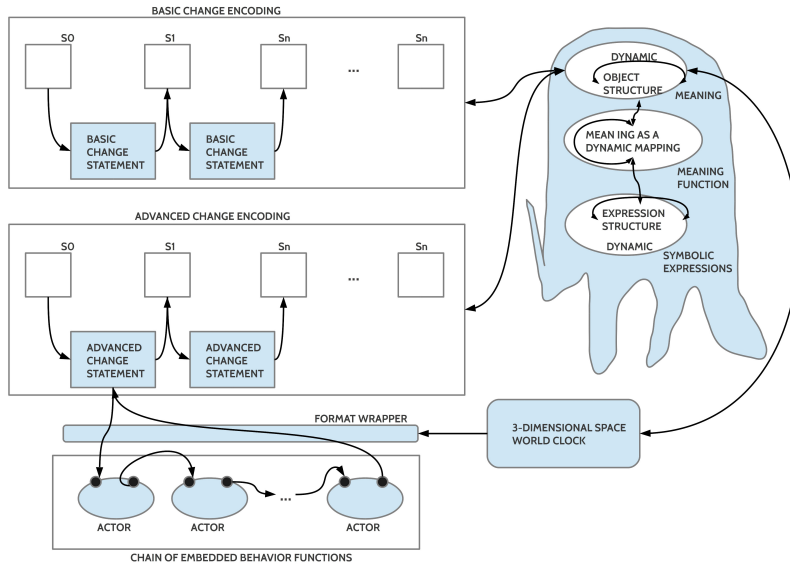 BASIC CHANGE ENCODING
S0
S1
Sn
Sn
...
BASIC
CHANGE
STATEMENT
BASIC
CHANGE
STATEMENT
ADVANCED CHANGE ENCODING
S0
S1
Sn
Sn
...
ADVANCED
CHANGE
STATEMENT
ADVANCED
CHANGE
STATEMENT
FORMAT WRAPPER
...
ACTOR
ACTOR
ACTOR
CHAIN OF EMBEDDED BEHAVIOR FUNCTIONS
DYNAMIC
OBJECT
STRUCTURE
MEANING
MEAN ING AS A
DYNAMIC MAPPING
MEANING
FUNCTION
EXPRESSION
STRUCTURE
DYNAMIC
SYMBOLIC
EXPRESSIONS
3-DIMENSIONAL SPACE
WORLD CLOCK